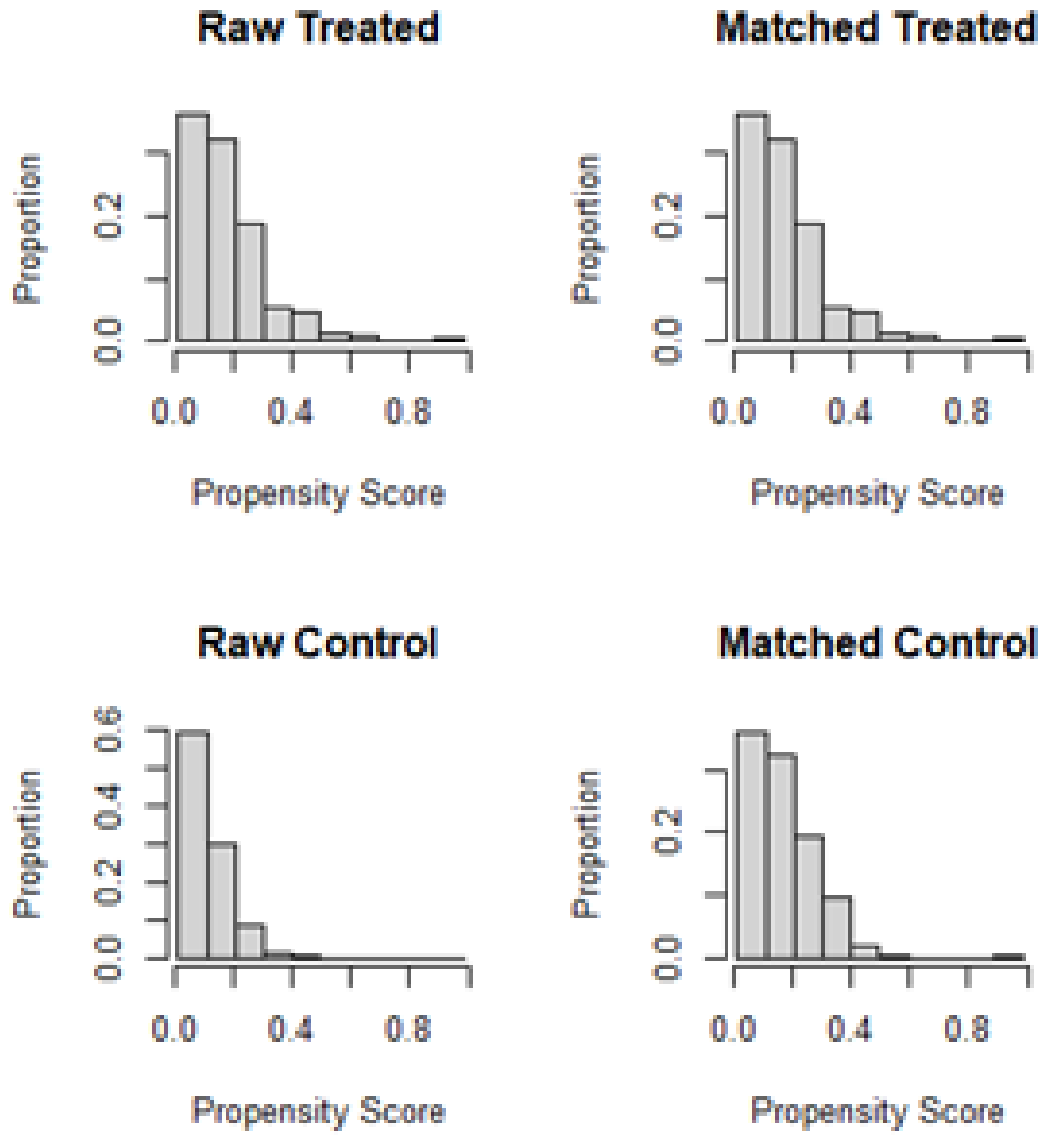 Raw Treated
Proportion
0.0 0.2
0.0 0.4 0.8
Propensity Score
Matched Treated
Proportion
0.0 0.2
0.0 0.4 0.8
Propensity Score
Raw Control
Proportion
0.0 0.2 0.4 0.6
0.0 0.4 0.8
Propensity Score
Matched Control
Proportion
0.0 0.2
0.0 0.4 0.8
Propensity Score